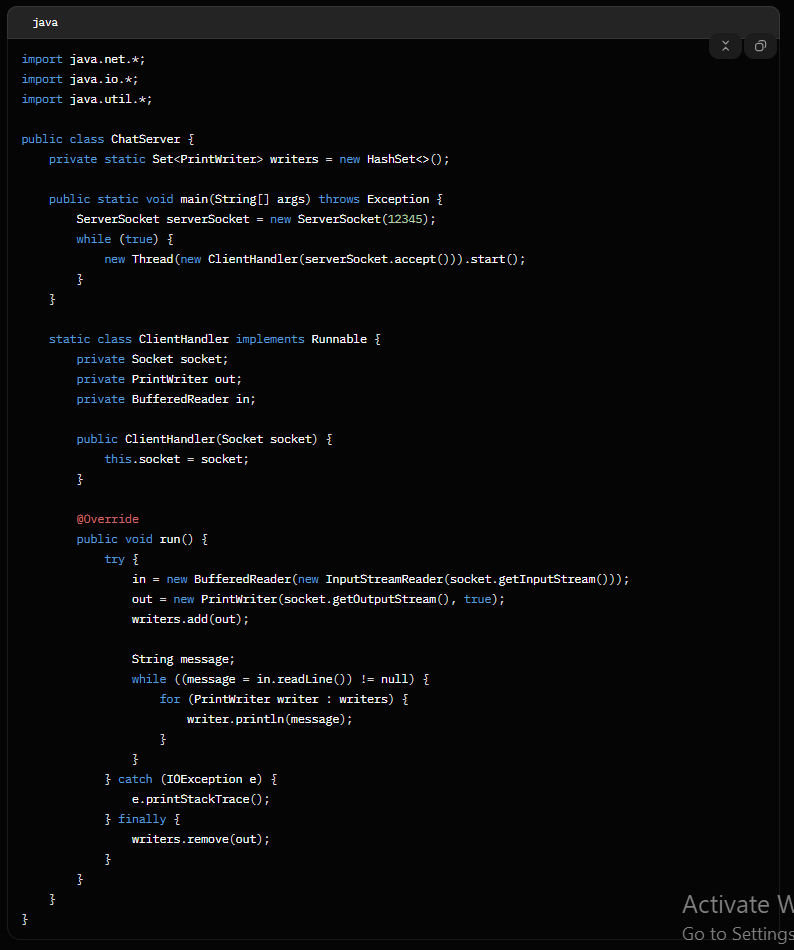 java
import java.net.*;
import java.io.*;
import java.util.*;

public class ChatServer {
    private static Set<PrintWriter> writers = new HashSet<>();

    public static void main(String[] args) throws Exception {
        ServerSocket serverSocket = new ServerSocket(12345);
        while (true) {
            new Thread(new ClientHandler(serverSocket.accept())).start();
        }
    }

    static class ClientHandler implements Runnable {
        private Socket socket;
        private PrintWriter out;
        private BufferedReader in;

        public ClientHandler(Socket socket) {
            this.socket = socket;
        }

        @Override
        public void run() {
            try {
                in = new BufferedReader(new InputStreamReader(socket.getInputStream()));
                out = new PrintWriter(socket.getOutputStream(), true);
                writers.add(out);

                String message;
                while ((message = in.readLine()) != null) {
                    for (PrintWriter writer : writers) {
                        writer.println(message);
                    }
                }
            } catch (IOException e) {
                e.printStackTrace();
            } finally {
                writers.remove(out);
            }
        }
    }
}
Activate W
Go to Settings